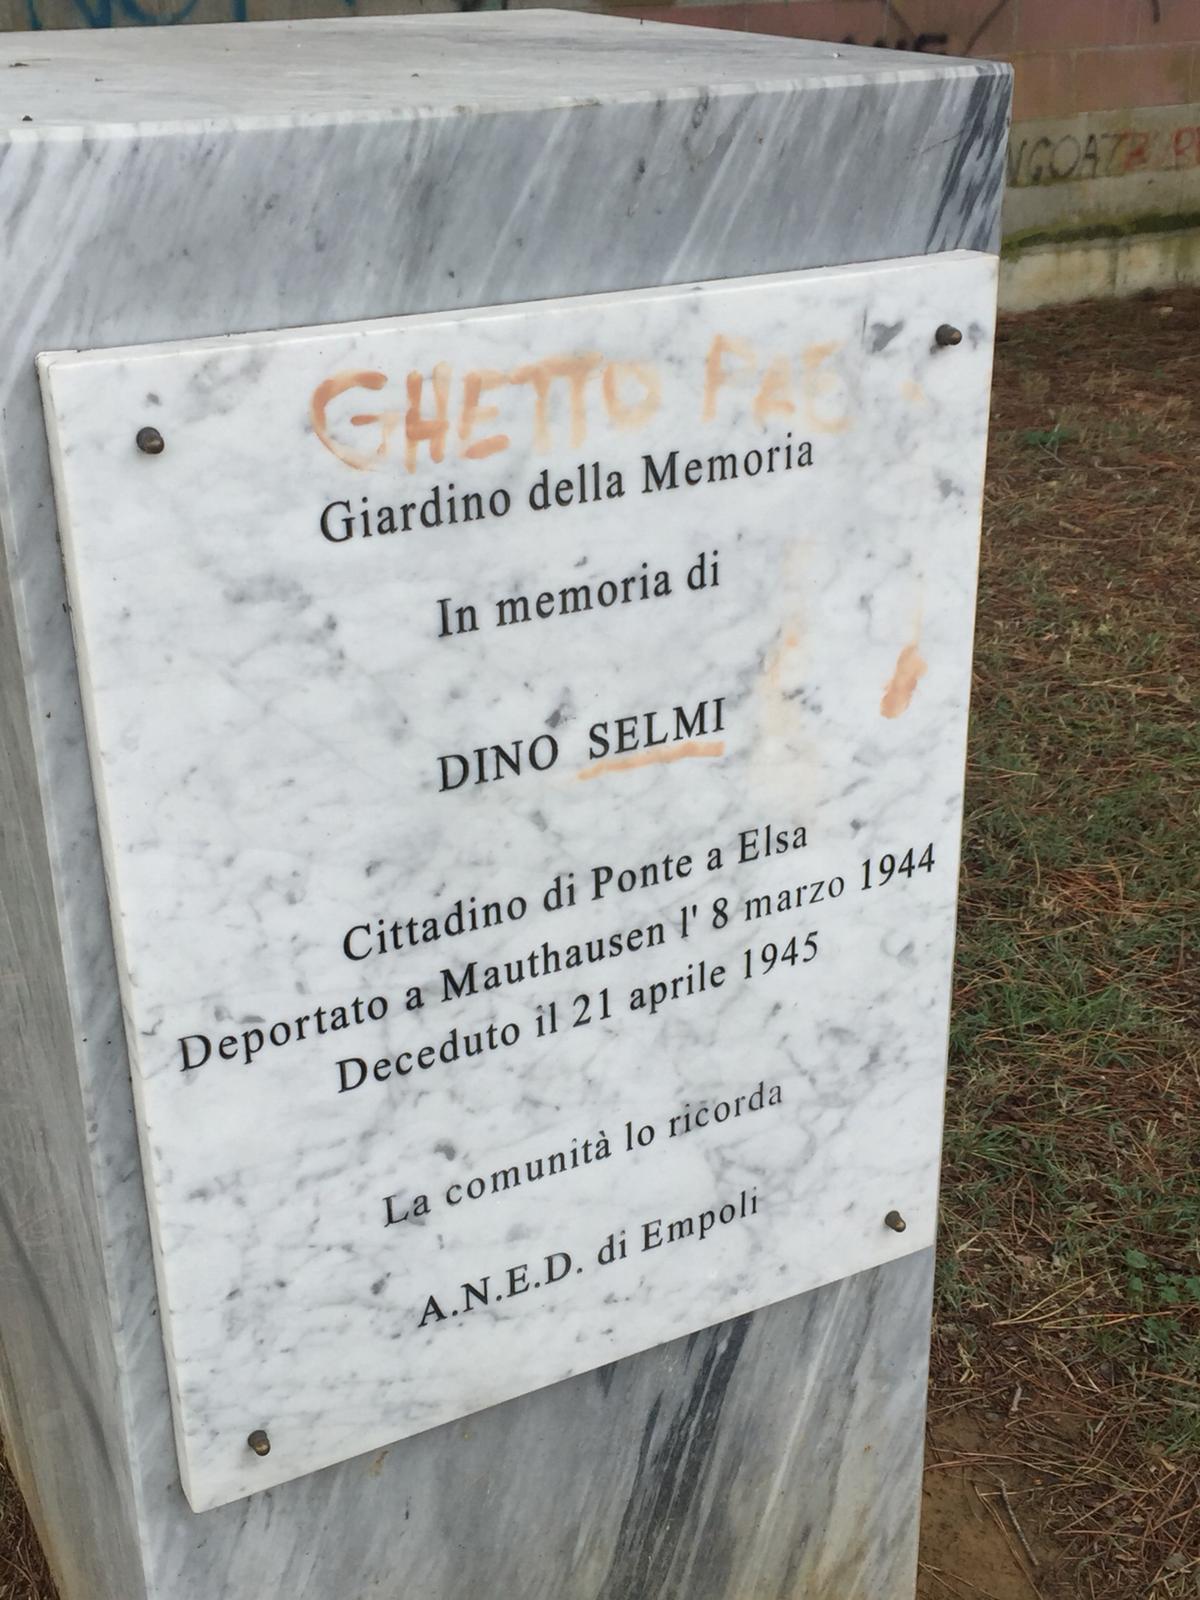 GHETTO PAE
Giardino della Memoria
In memoria di
DINO SELMI
Cittadino di Ponte a Elsa
Deportato a Mauthausen l' 8 marzo 1944
Deceduto il 21 aprile 1945
La comunità lo ricorda
A.N.E.D. di Empoli